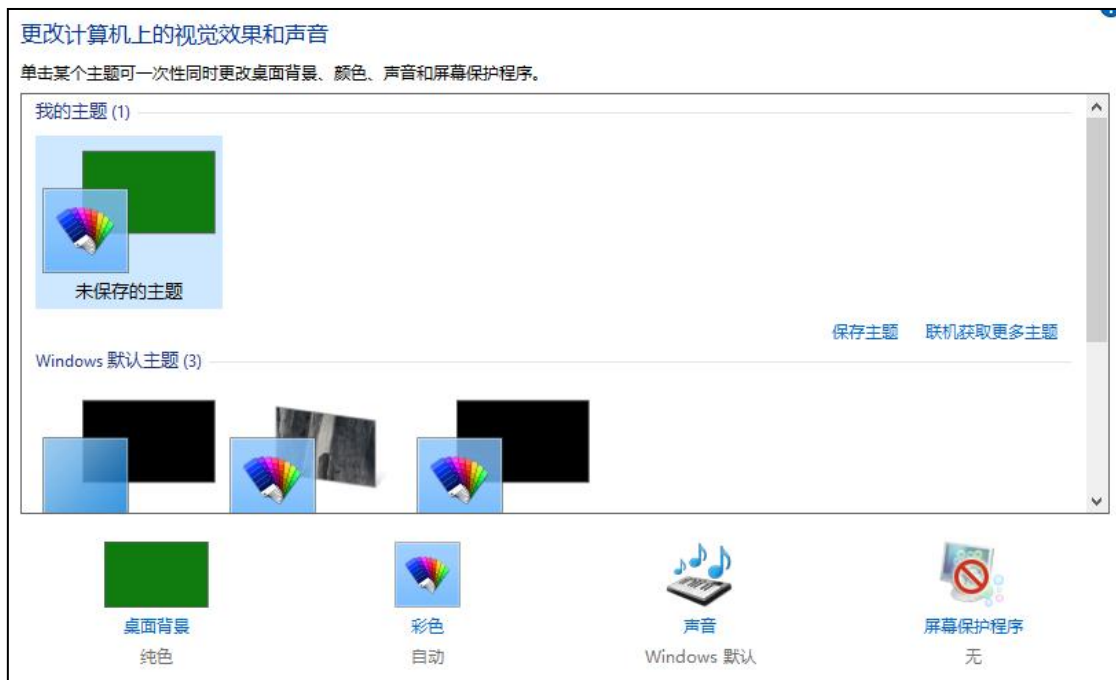 更改计算机上的视觉效果和声音
单击某个主题可一次性同时更改桌面背景、颜色、声音和屏幕保护程序。
我的主题 (1)
未保存的主题
保存主题 联机获取更多主题
Windows 默认主题 (3)
桌面背景 彩色 声音 屏幕保护程序
纯色 自动 Windows 默认 无